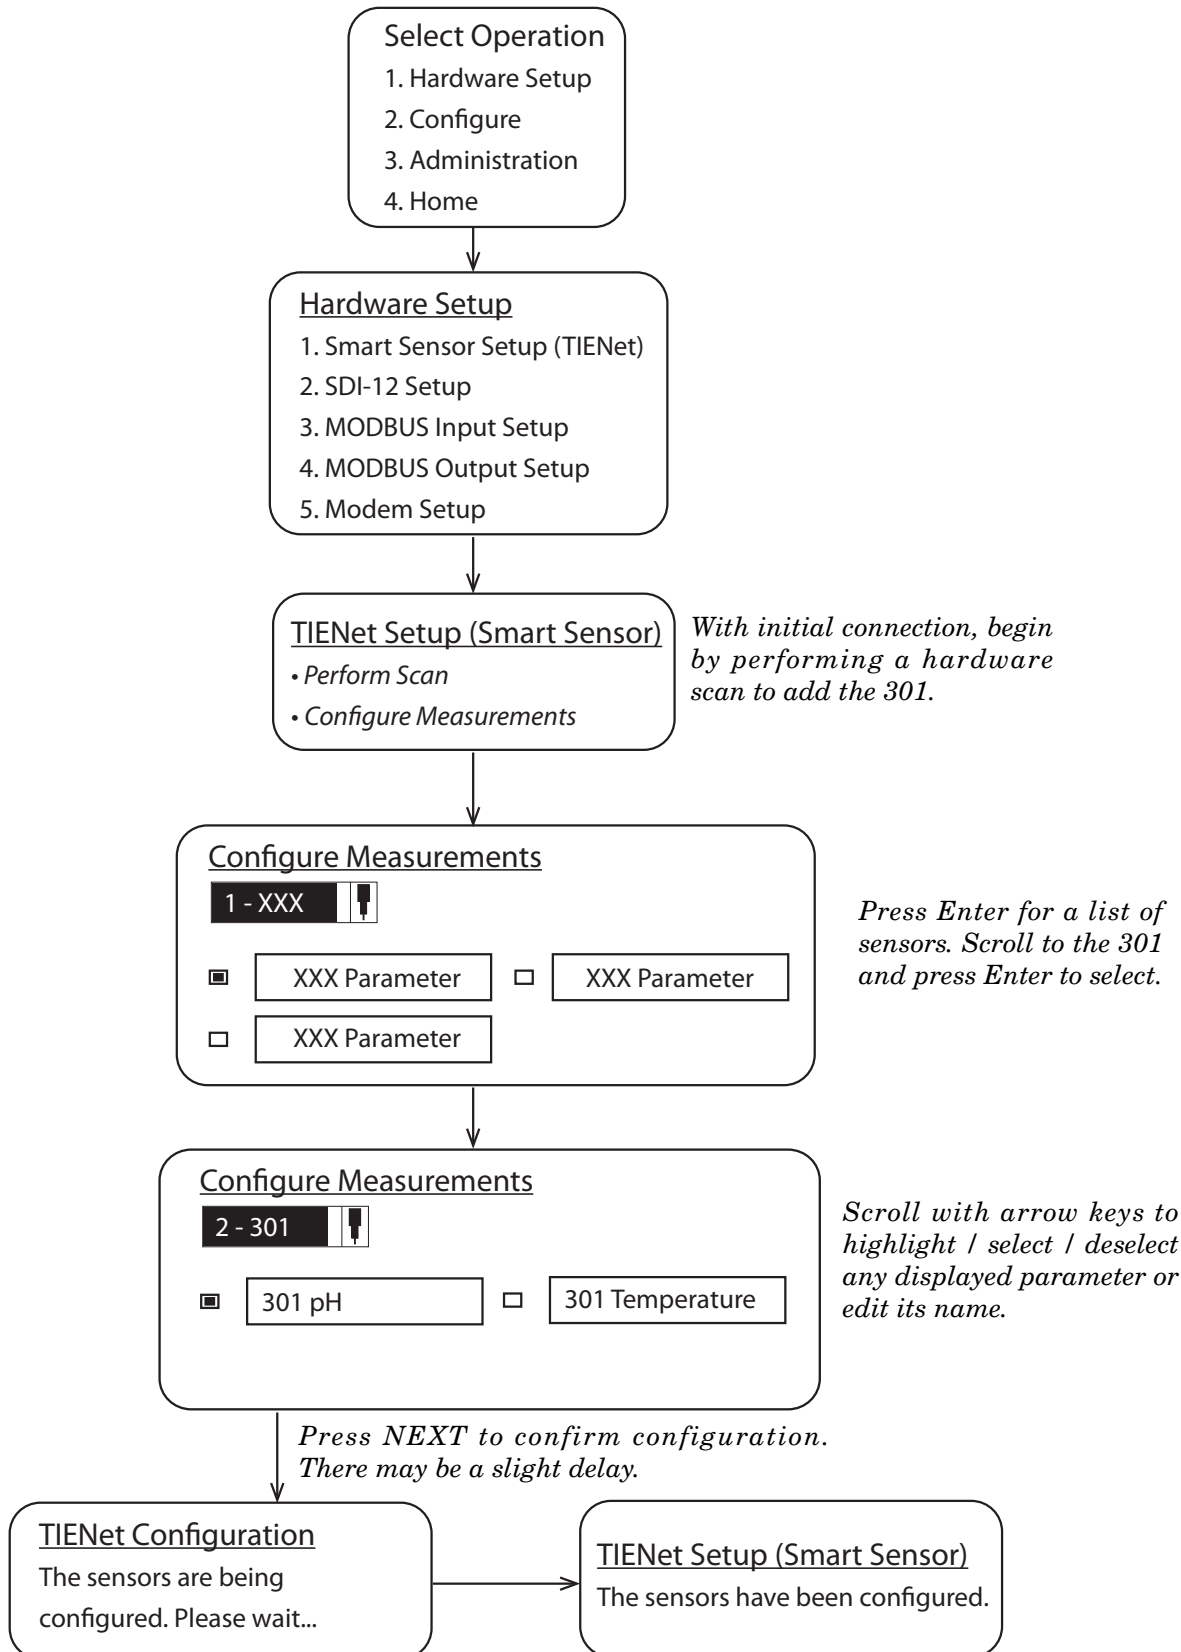 Select Operation
1. Hardware Setup
2. Configure
3. Administration
4. Home
Hardware Setup
1. Smart Sensor Setup (TIENet)
2. SDI-12 Setup
3. MODBUS Input Setup
4. MODBUS Output Setup
5. Modem Setup
TIENet Setup (Smart Sensor)
• Perform Scan
• Configure Measurements
With initial connection, begin
by performing a hardware
scan to add the 301.
Configure Measurements
1 - XXX
XXX Parameter
XXX Parameter
XXX Parameter
Press Enter for a list of
sensors. Scroll to the 301
and press Enter to select.
Configure Measurements
2 - 301
301 pH
301 Temperature
Scroll with arrow keys to
highlight / select / deselect
any displayed parameter or
edit its name.
Press NEXT to confirm configuration.
There may be a slight delay.
TIENet Configuration
The sensors are being
configured. Please wait...
TIENet Setup (Smart Sensor)
The sensors have been configured.